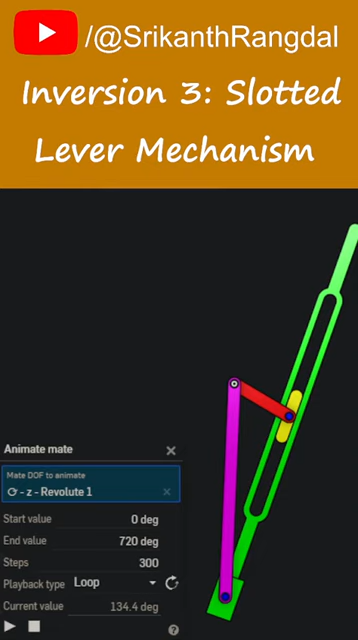 /@SrikanthRangdal
Inversion 3: Slotted
Lever Mechanism
Animate mate
Mate DOF to animate
- z - Revolute 1
Start value 0 deg
End value 720 deg
Steps 300
Playback type Loop
Current value 134.4 deg